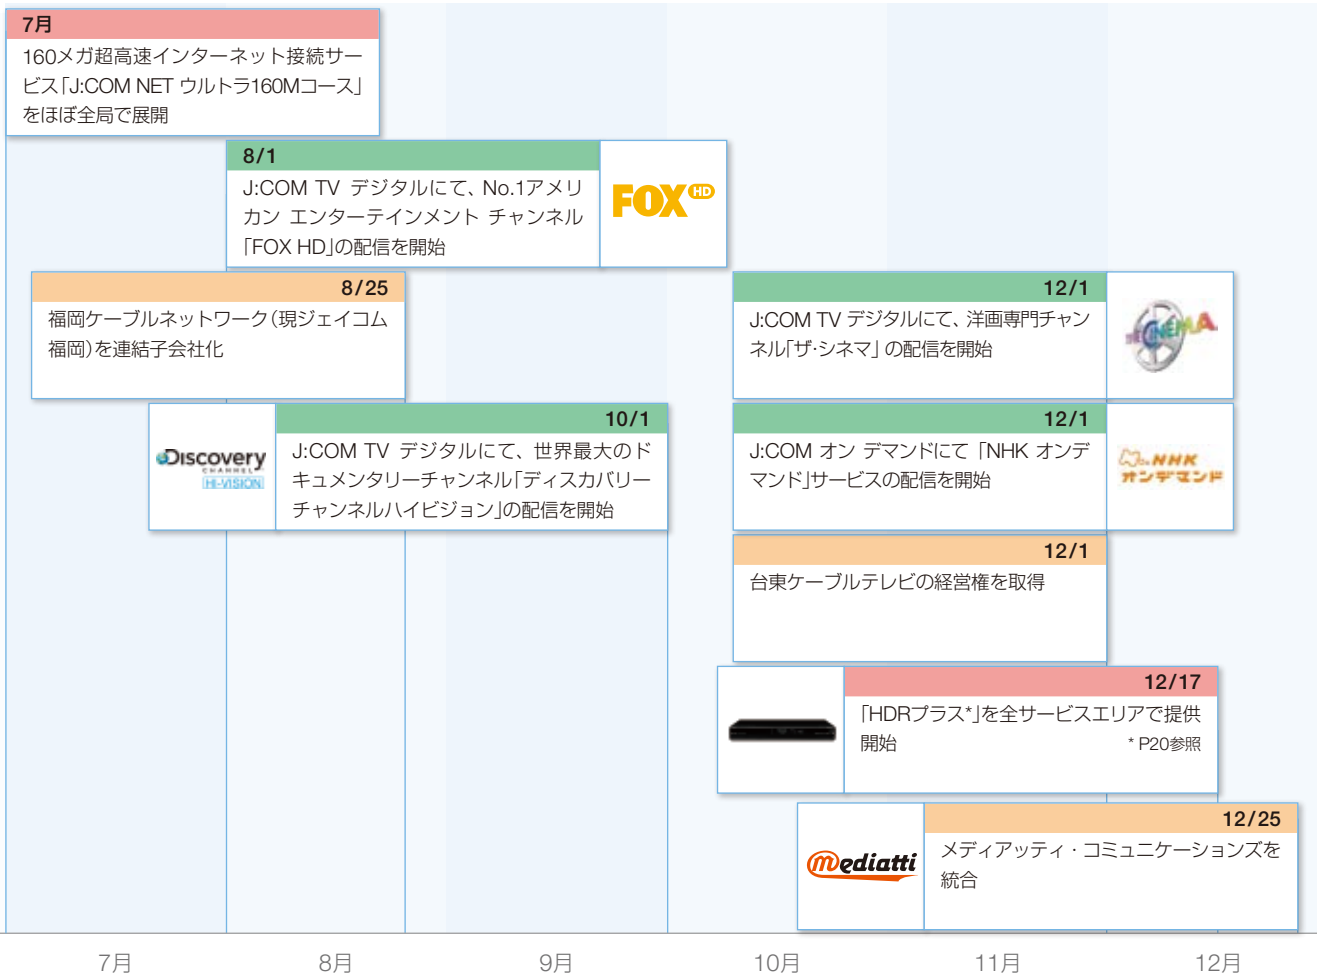 7月
160メガ超高速インターネット接続サー
ビス「J:COM NET ウルトラ160Mコース」
をほぼ全局で展開
8/1
J:COM TV デジタルにて、No.1アメリ
カン エンターテインメント チャンネル
「FOX HD」の配信を開始
FOX HD
8/25
福岡ケーブルネットワーク(現ジェイコム
福岡)を連結子会社化
12/1
J:COM TV デジタルにて、洋画専門チャン
ネル「ザ・シネマ」の配信を開始
THE CINEMA
Discovery
CHANNEL
HI-VISION
10/1
J:COM TV デジタルにて、世界最大のド
キュメンタリーチャンネル「ディスカバリー
チャンネルハイビジョン」の配信を開始
12/1
J:COM オン デマンドにて「NHK オンデ
マンド」サービスの配信を開始
NHK
オンデマンド
12/1
台東ケーブルテレビの経営権を取得
12/17
「HDRプラス*」を全サービスエリアで提供
開始 * P20参照
mediatti
12/25
メディアッティ・コミュニケーションズを
統合
7月 8月 9月 10月 11月 12月